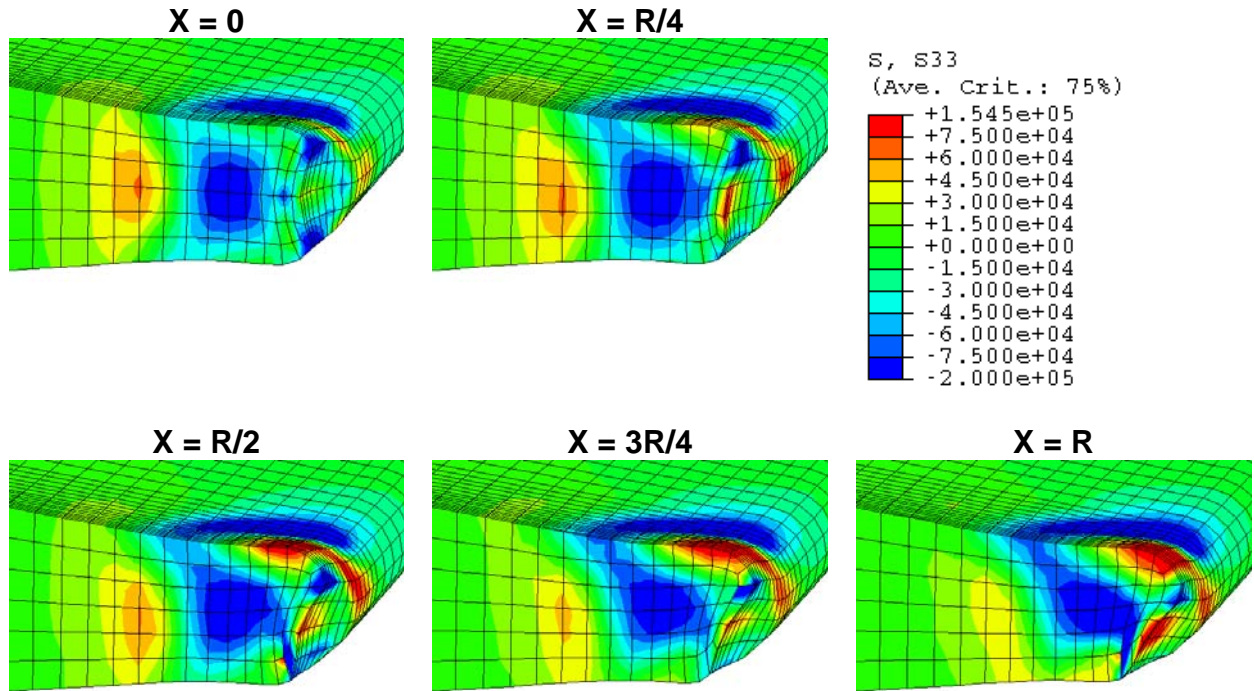 X = 0
X = R/4
S, S33
(Ave. Crit.: 75%)
+1.545e+05
+7.500e+04
+6.000e+04
+4.500e+04
+3.000e+04
+1.500e+04
+0.000e+00
-1.500e+04
-3.000e+04
-4.500e+04
-6.000e+04
-7.500e+04
-2.000e+05
X = R/2
X = 3R/4
X = R